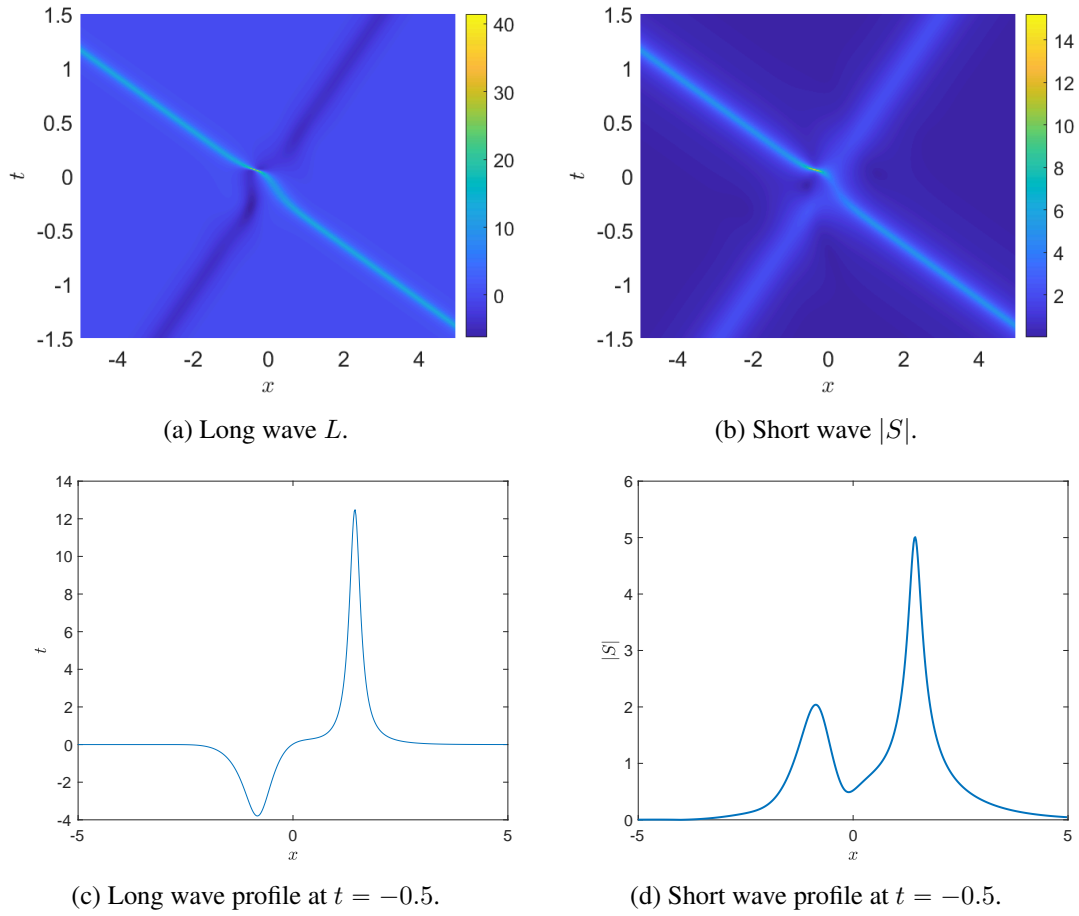 1.5
1
0.5
0
-0.5
-1
-1.5
t
-4 -2 0 2 4
x
40
30
20
10
0
(a) Long wave L.
1.5
1
0.5
0
-0.5
-1
-1.5
t
-4 -2 0 2 4
x
14
12
10
8
6
4
2
(b) Short wave |S|.
14
12
10
8
6
4
2
0
-2
-4
t
-5 0 5
x
(c) Long wave profile at t = −0.5.
6
5
4
3
2
1
0
|S|
-5 0 5
x
(d) Short wave profile at t = −0.5.